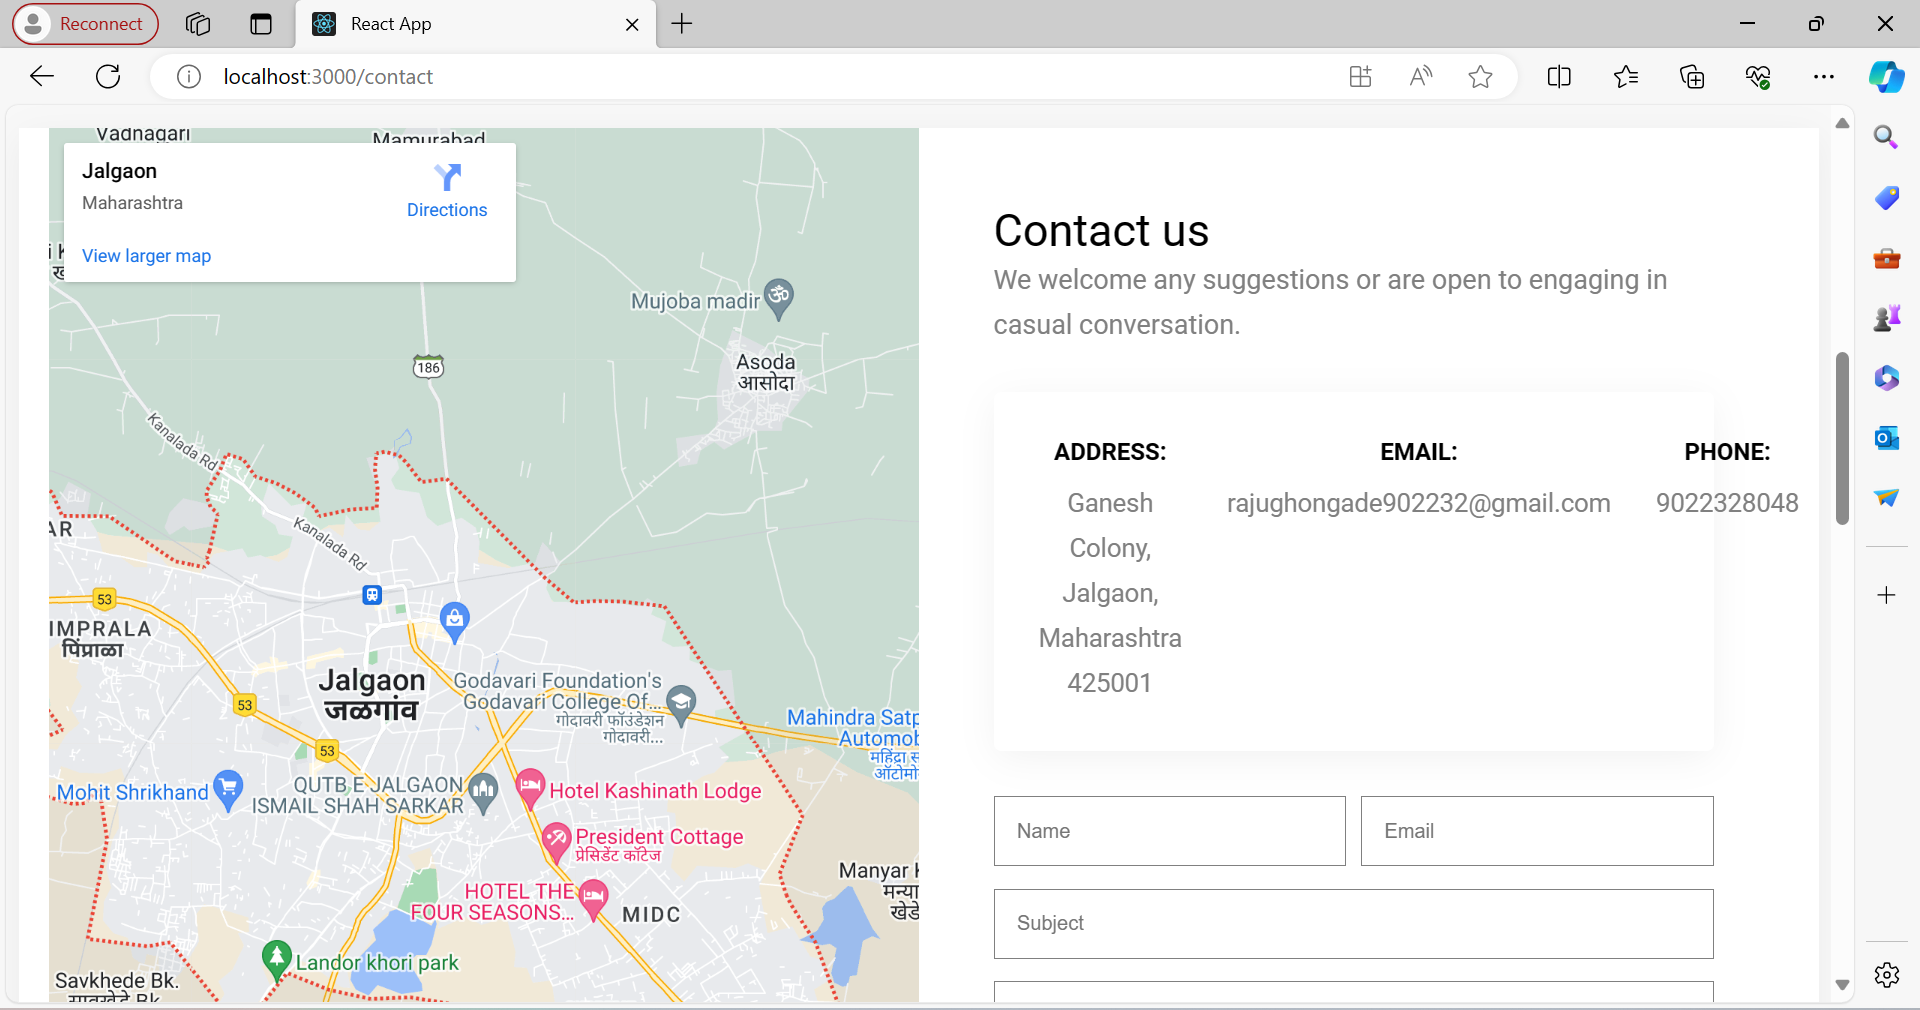 Reconnect
React App
localhost:3000/contact
Vadnagari
Mamurabad
Jalgaon
Maharashtra
Directions
View larger map
Mujoba madir
186
Asoda
आसोदा
Kanalada Rd
Kanalada Rd
AR
53
IMPRALA
पिंप्राळा
Jalgaon
जळगांव
53
53
Godavari Foundation's
Godavari College Of...
गोदावरी फॉउंडेशन
गोदावरी...
Mahindra Satp
Automob
महिंद्रा स
ऑटोमो
Mohit Shrikhand
QUTB E JALGAON
ISMAIL SHAH SARKAR
Hotel Kashinath Lodge
President Cottage
प्रेसिडेंट कॉटेज
HOTEL THE
FOUR SEASONS...
MIDC
Manyar
मन्या
खेडे
Landor khori park
Savkhede Bk.
सावखेडे बु
Contact us
We welcome any suggestions or are open to engaging in
casual conversation.
ADDRESS:
Ganesh
Colony,
Jalgaon,
Maharashtra
425001
EMAIL:
rajughongade902232@gmail.com
PHONE:
9022328048
Name
Email
Subject